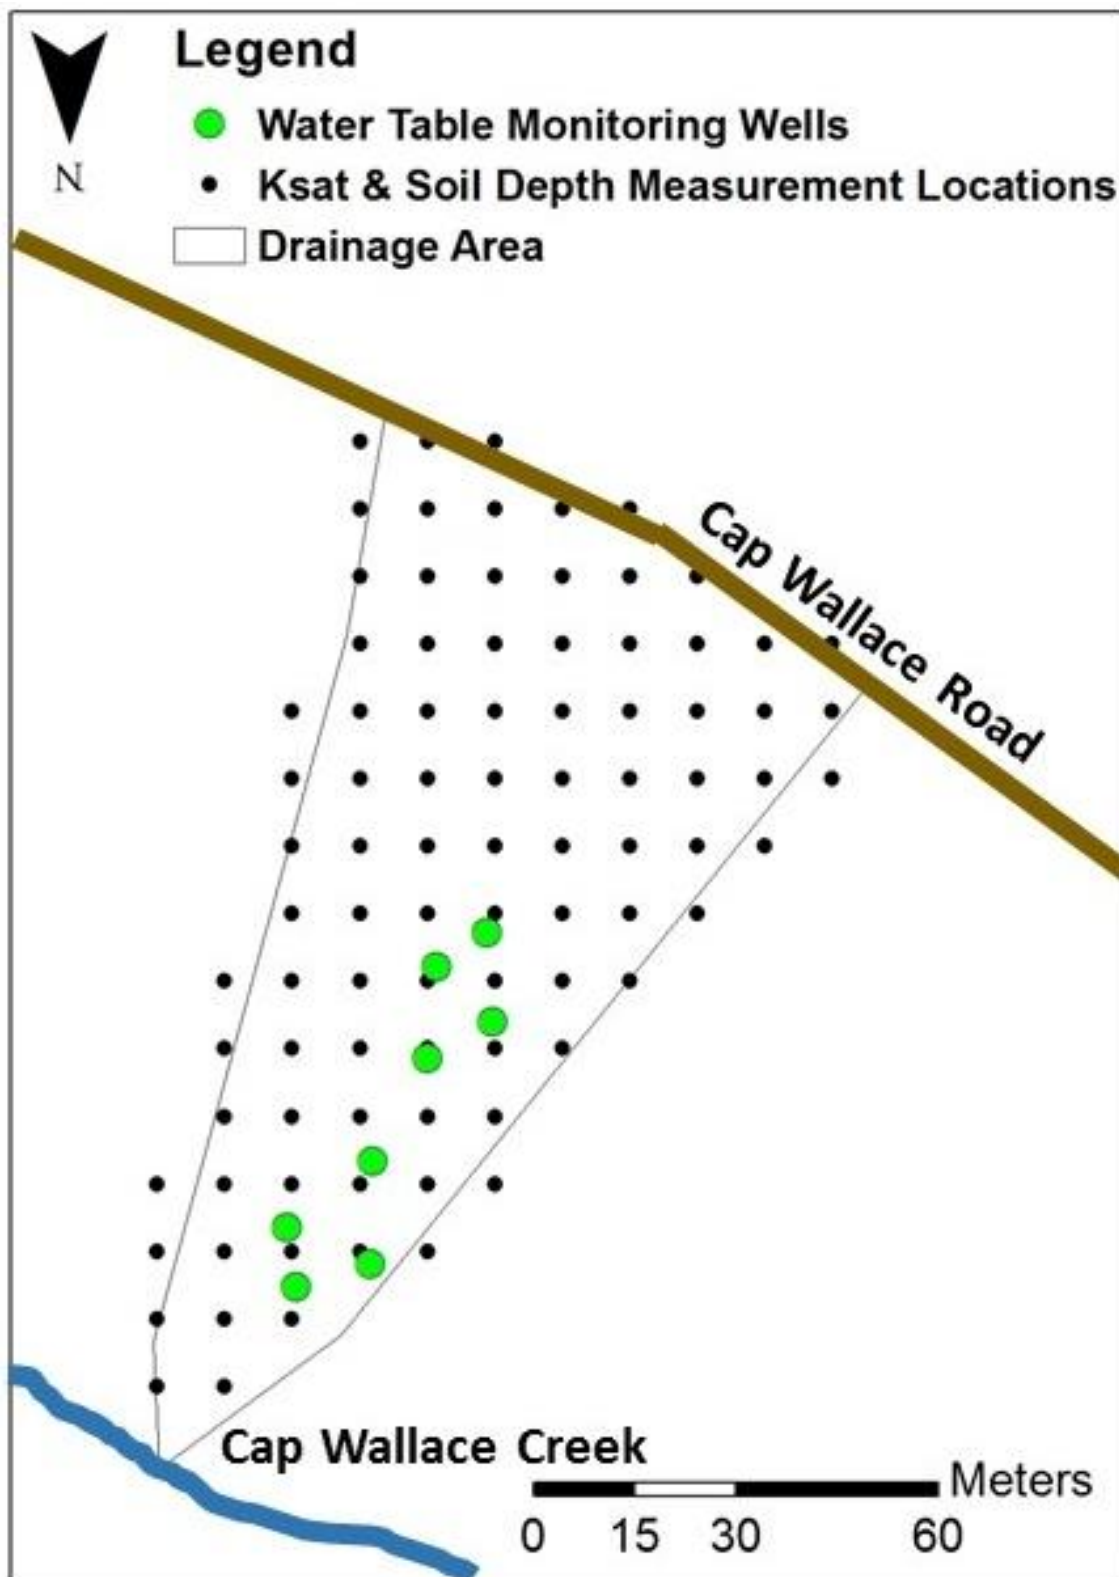 Legend
Water Table Monitoring Wells
N
Ksat & Soil Depth Measurement Locations
Drainage Area
Cap Wallace Road
Cap Wallace Creek
Meters
0 15 30 60